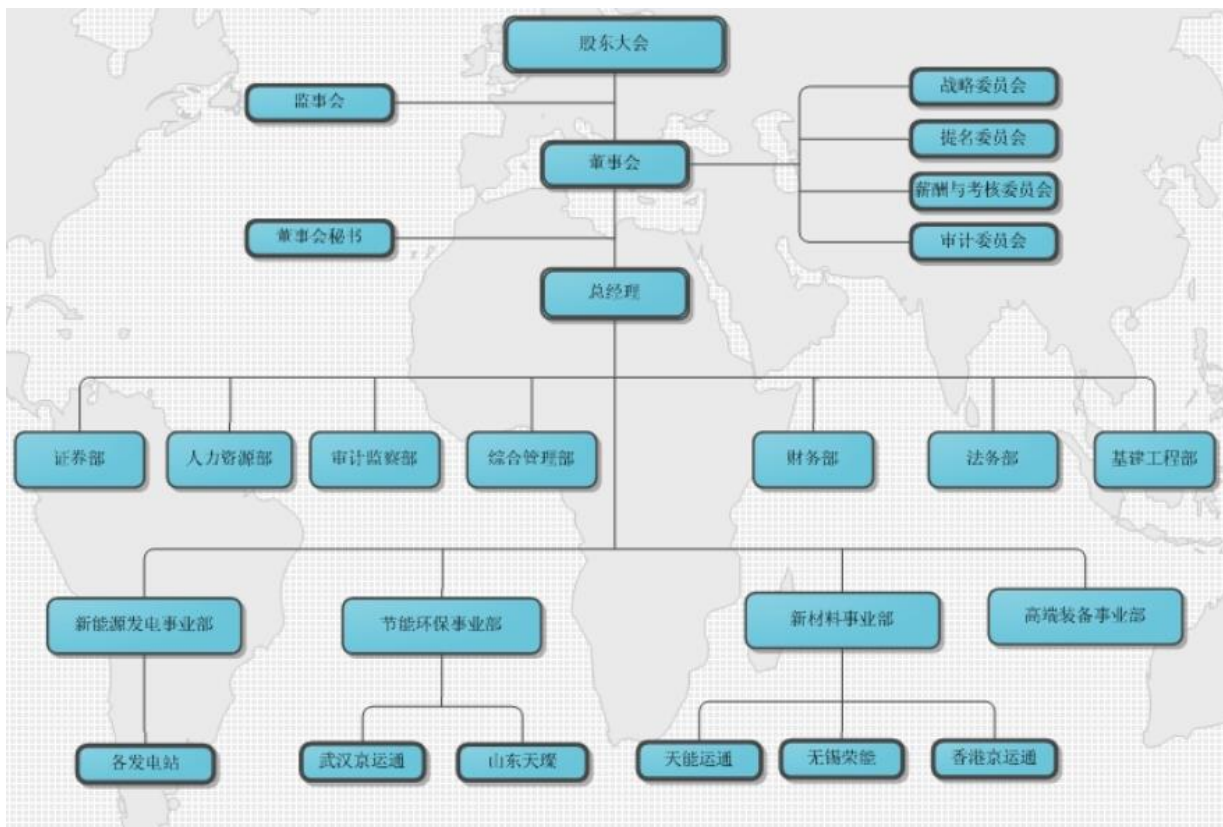 股东大会
监事会
战略委员会
提名委员会
董事会
薪酬与考核委员会
董事会秘书
审计委员会
总经理
证券部
人力资源部
审计监察部
综合管理部
财务部
法务部
基建工程部
新能源发电事业部
节能环保事业部
新材料事业部
高端装备事业部
各发电站
武汉京运通
山东天璨
天能运通
无锡荣能
香港京运通